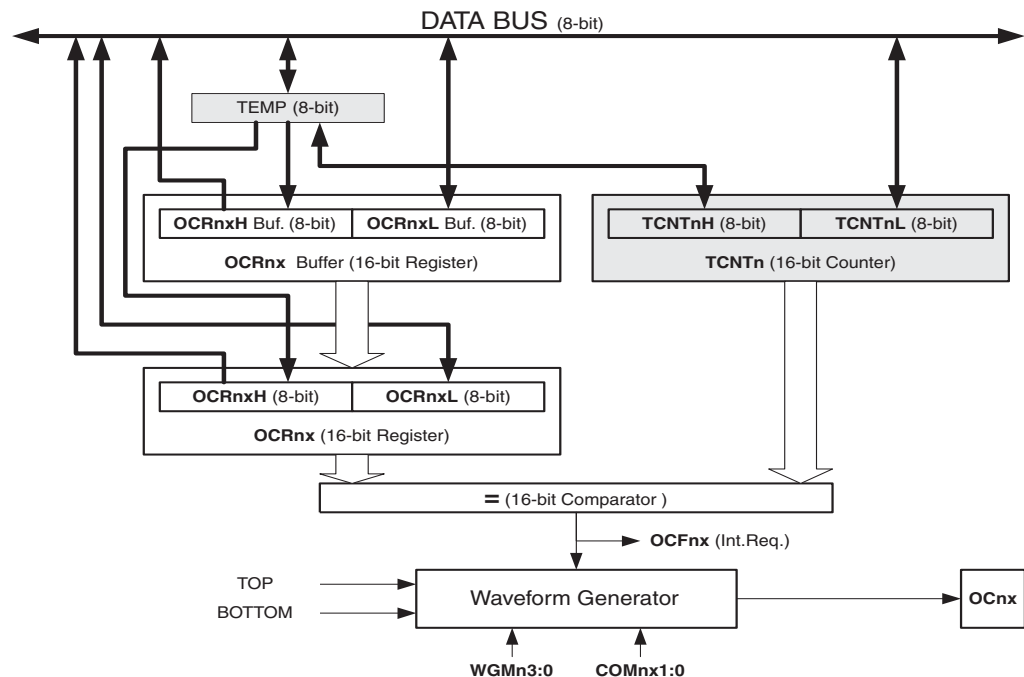 DATA BUS (8-bit)
TEMP (8-bit)
OCRnxH Buf. (8-bit) OCRnxL Buf. (8-bit)
OCRnx Buffer (16-bit Register)
TCNTnH (8-bit) TCNTnL (8-bit)
TCNTn (16-bit Counter)
OCRnxH (8-bit) OCRnxL (8-bit)
OCRnx (16-bit Register)
= (16-bit Comparator )
OCFnx (Int.Req.)
TOP
BOTTOM
Waveform Generator
OCnx
WGMn3:0 COMnx1:0